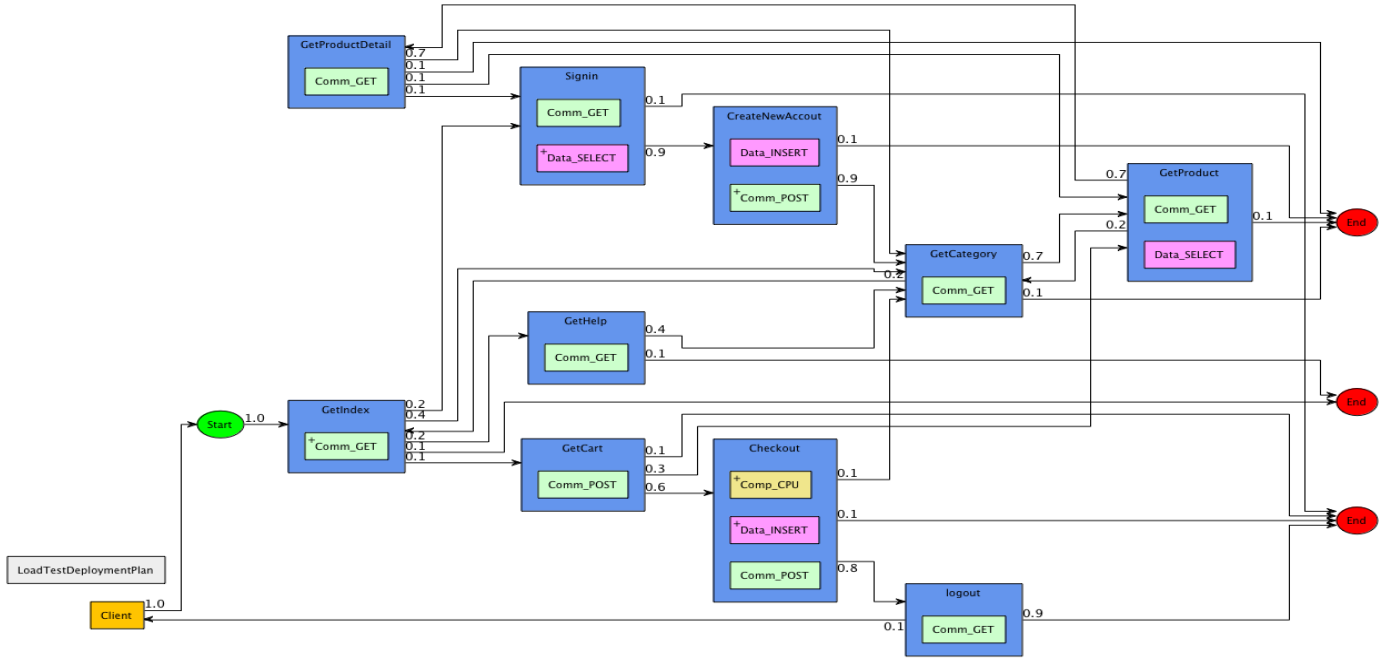 GetProductDetail
Comm_GET
0.7
0.1
0.1
0.1
Signin
Comm_GET
+Data_SELECT
0.1
0.9
CreateNewAccout
Data_INSERT
+Comm_POST
0.1
0.9
GetProduct
Comm_GET
Data_SELECT
0.7
0.2
0.1
End
GetCategory
Comm_GET
0.2
0.7
0.1
GetHelp
Comm_GET
0.4
0.1
End
Start
1.0
GetIndex
+Comm_GET
0.2
0.4
0.2
0.1
0.1
GetCart
Comm_POST
0.1
0.3
0.6
Checkout
+Comp_CPU
+Data_INSERT
Comm_POST
0.1
0.1
0.8
End
LoadTestDeploymentPlan
Client
1.0
logout
Comm_GET
0.1
0.9